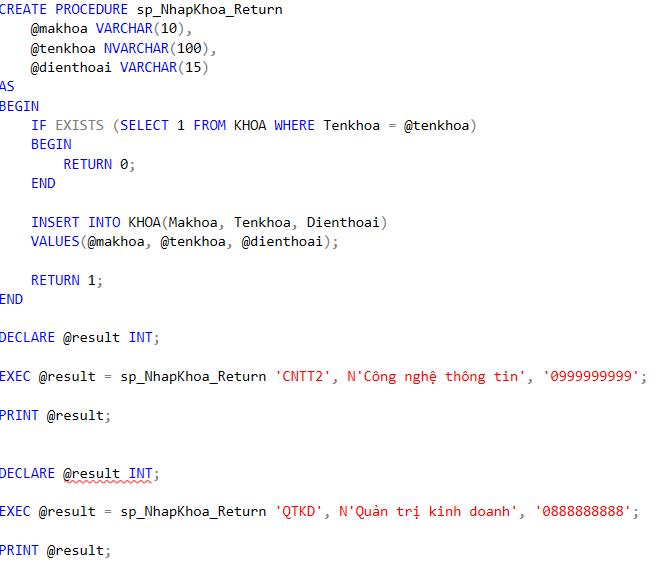 CREATE PROCEDURE sp_NhapKhoa_Return
    @makhoa VARCHAR(10),
    @tenkhoa NVARCHAR(100),
    @dienthoai VARCHAR(15)
AS
BEGIN
    IF EXISTS (SELECT 1 FROM KHOA WHERE Tenkhoa = @tenkhoa)
    BEGIN
        RETURN 0;
    END
    INSERT INTO KHOA(Makhoa, Tenkhoa, Dienthoai)
    VALUES(@makhoa, @tenkhoa, @dienthoai);
    RETURN 1;
END
DECLARE @result INT;
EXEC @result = sp_NhapKhoa_Return 'CNTT2', N'Công nghệ thông tin', '0999999999';
PRINT @result;
DECLARE @result INT;
EXEC @result = sp_NhapKhoa_Return 'QTKD', N'Quản trị kinh doanh', '0888888888';
PRINT @result;